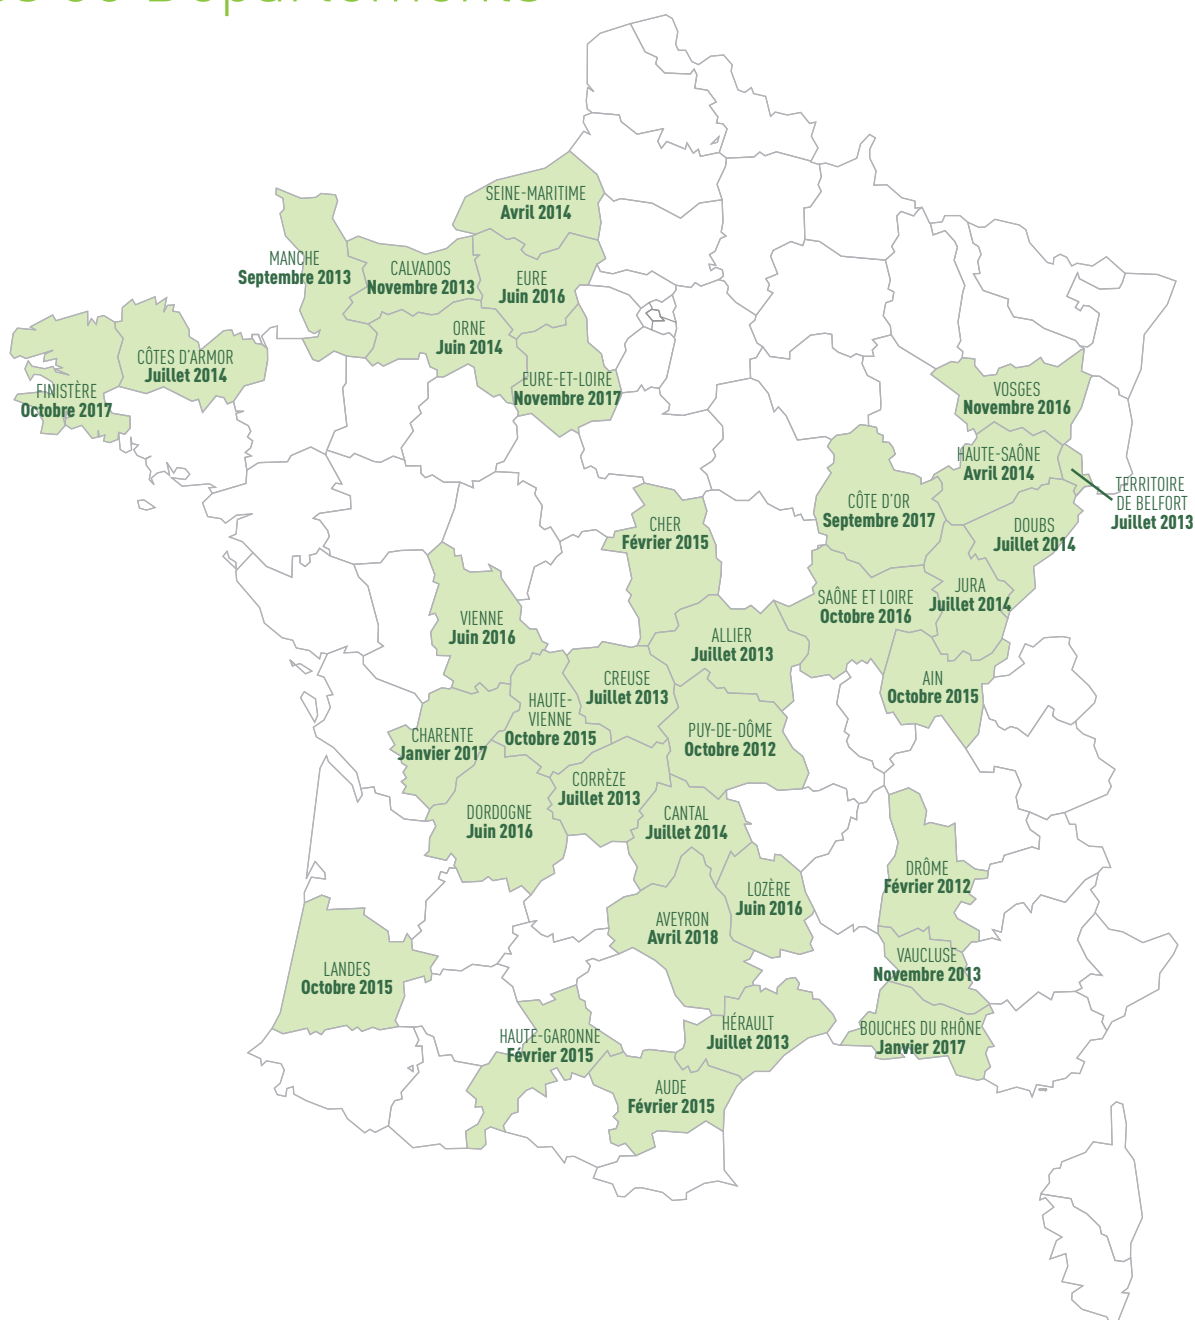 Départements
SEINE-MARITIME
Avril 2014
MANCHE
Septembre 2013
CALVADOS
Novembre 2013
EURE
Juin 2016
ORNE
Juin 2014
CÔTES D'ARMOR
Juillet 2014
FINISTÈRE
Octobre 2017
EURE-ET-LOIRE
Novembre 2017
VOSGES
Novembre 2016
HAUTE-SAÔNE
Avril 2014
TERRITOIRE
DE BELFORT
Juillet 2013
CÔTE D'OR
Septembre 2017
DOUBS
Juillet 2014
CHER
Février 2015
JURA
Juillet 2014
SAÔNE ET LOIRE
Octobre 2016
VIENNE
Juin 2016
ALLIER
Juillet 2013
CREUSE
Juillet 2013
AIN
Octobre 2015
HAUTE-
VIENNE
Octobre 2015
CHARENTE
Janvier 2017
PUY-DE-DÔME
Octobre 2012
CORRÈZE
Juillet 2013
DORDOGNE
Juin 2016
CANTAL
Juillet 2014
DRÔME
Février 2012
LOZÈRE
Juin 2016
AVEYRON
Avril 2018
LANDES
Octobre 2015
VAUCLUSE
Novembre 2013
HAUTE-GARONNE
Février 2015
HÉRAULT
Juillet 2013
BOUCHES DU RHÔNE
Janvier 2017
AUDE
Février 2015